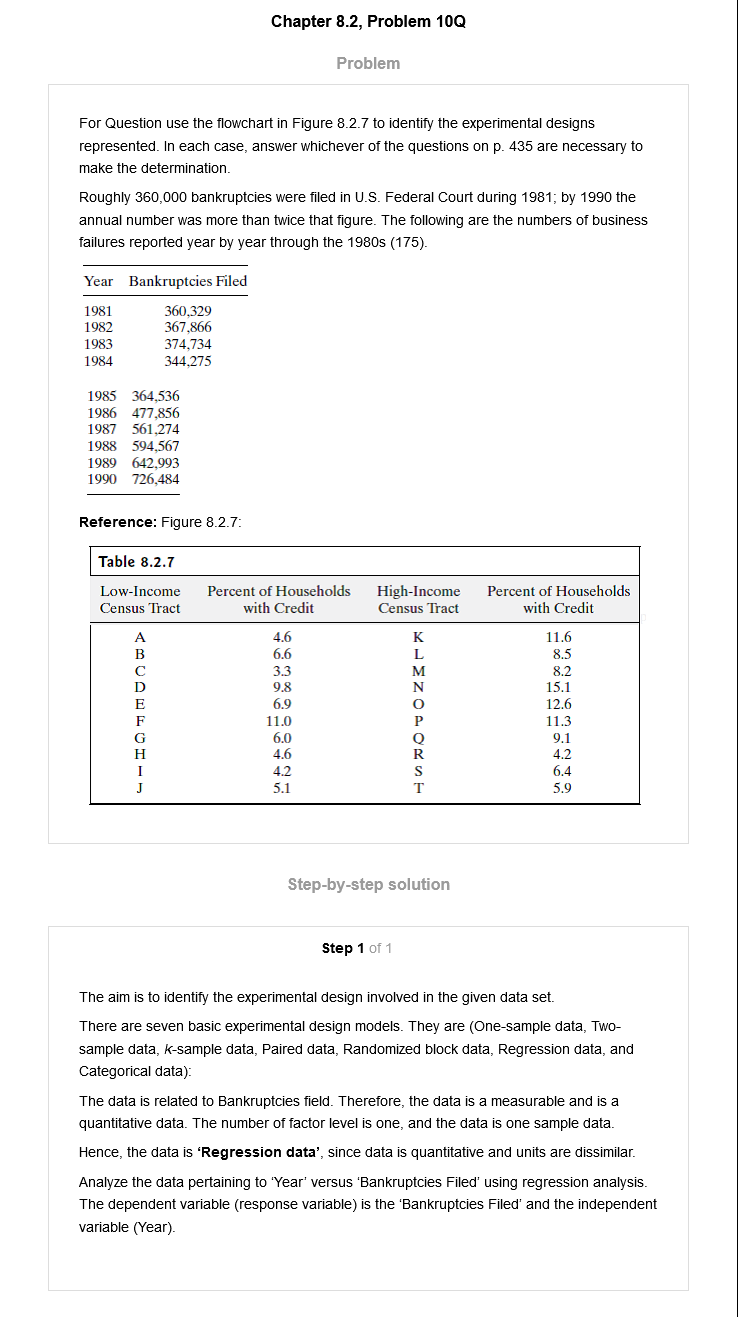 Chapter 8.2, Problem 10Q
Problem
For Question use the flowchart in Figure 8.2.7 to identify the experimental designs
represented. In each case, answer whichever of the questions on p. 435 are necessary to
make the determination.
Roughly 360,000 bankruptcies were filed in U.S. Federal Court during 1981; by 1990 the
annual number was more than twice that figure. The following are the numbers of business
failures reported year by year through the 1980s (175).
Year Bankruptcies Filed
1981 360,329
1982 367,866
1983 374,734
1984 344,275
1985 364,536
1986 477,856
1987 561,274
1988 594,567
1989 642,993
1990 726,484
Reference: Figure 8.2.7:
Table 8.2.7
Low-Income Percent of Households High-Income Percent of Households
Census Tract with Credit Census Tract with Credit
A 4.6 K 11.6
B 6.6 L 8.5
C 3.3 M 8.2
D 9.8 N 15.1
E 6.9 O 12.6
F 11.0 P 11.3
G 6.0 Q 9.1
H 4.6 R 4.2
I 4.2 S 6.4
J 5.1 T 5.9
Step-by-step solution
Step 1 of 1
The aim is to identify the experimental design involved in the given data set.
There are seven basic experimental design models. They are (One-sample data, Two-
sample data, k-sample data, Paired data, Randomized block data, Regression data, and
Categorical data):
The data is related to Bankruptcies field. Therefore, the data is a measurable and is a
quantitative data. The number of factor level is one, and the data is one sample data.
Hence, the data is ‘Regression data’, since data is quantitative and units are dissimilar.
Analyze the data pertaining to ‘Year’ versus ‘Bankruptcies Filed’ using regression analysis.
The dependent variable (response variable) is the ‘Bankruptcies Filed’ and the independent
variable (Year).